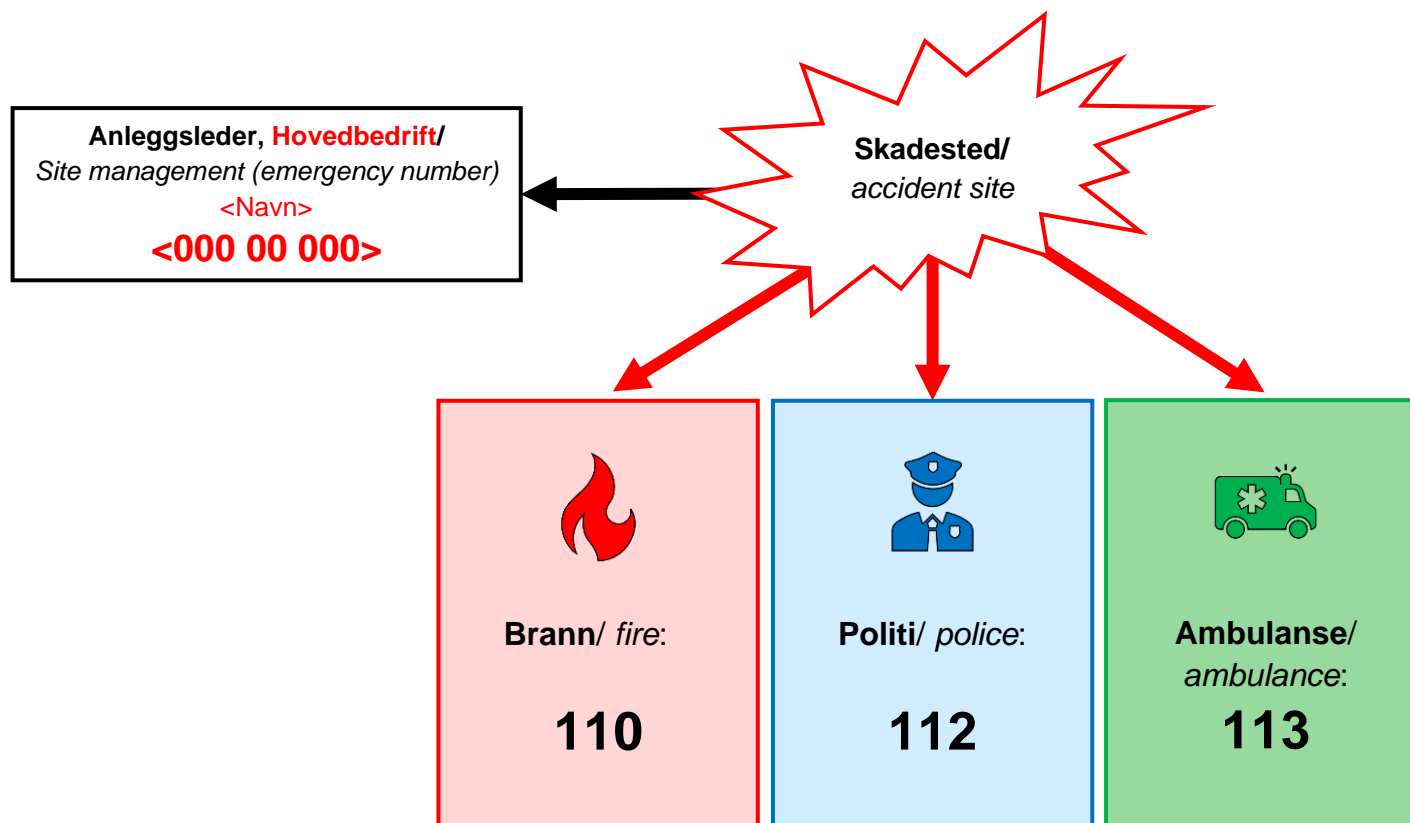 Anleggsleder, Hovedbedrift/
Site management (emergency number)
<Navn>
<000 00 000>
Skadested/
accident site
Brann/ fire:
110
Politi/ police:
112
Ambulanse/
ambulance:
113